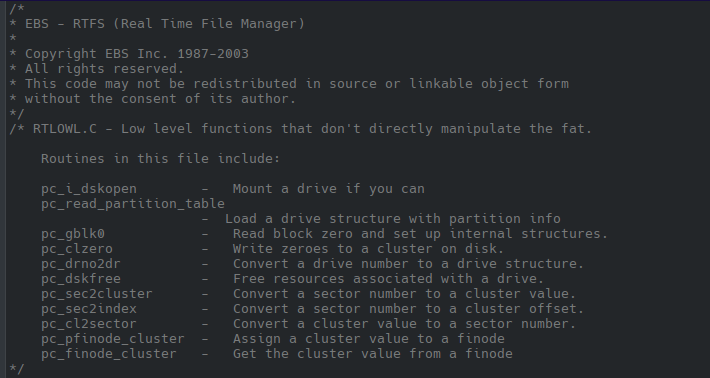 /*
* EBS - RTFS (Real Time File Manager)
*
* Copyright EBS Inc. 1987-2003
* All rights reserved.
* This code may not be redistributed in source or linkable object form
* without the consent of its author.
*/
/* RTLOWL.C - Low level functions that don't directly manipulate the fat.

    Routines in this file include:

    pc_i_dskopen        -   Mount a drive if you can
    pc_read_partition_table
                        -  Load a drive structure with partition info
    pc_gblk0            -   Read block zero and set up internal structures.
    pc_clzero           -   Write zeroes to a cluster on disk.
    pc_drno2dr          -   Convert a drive number to a drive structure.
    pc_dskfree          -   Free resources associated with a drive.
    pc_sec2cluster      -   Convert a sector number to a cluster value.
    pc_sec2index        -   Convert a sector number to a cluster offset.
    pc_cl2sector        -   Convert a cluster value to a sector number.
    pc_pfinode_cluster  -   Assign a cluster value to a finode
    pc_finode_cluster   -   Get the cluster value from a finode
*/